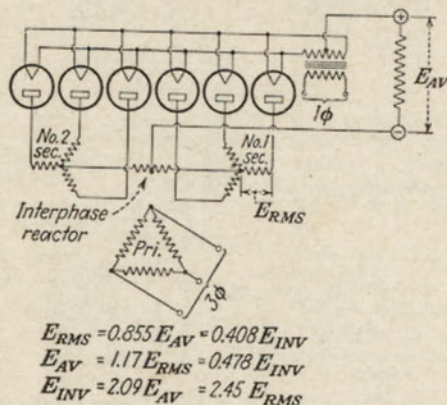 +
E_AV
1ϕ
−
No.2
sec.
No.1
sec.
E_RMS
Interphase
reactor
Pri.
3ϕ
E_RMS = 0.855 E_AV = 0.408 E_INV
E_AV = 1.17 E_RMS = 0.478 E_INV
E_INV = 2.09 E_AV = 2.45 E_RMS